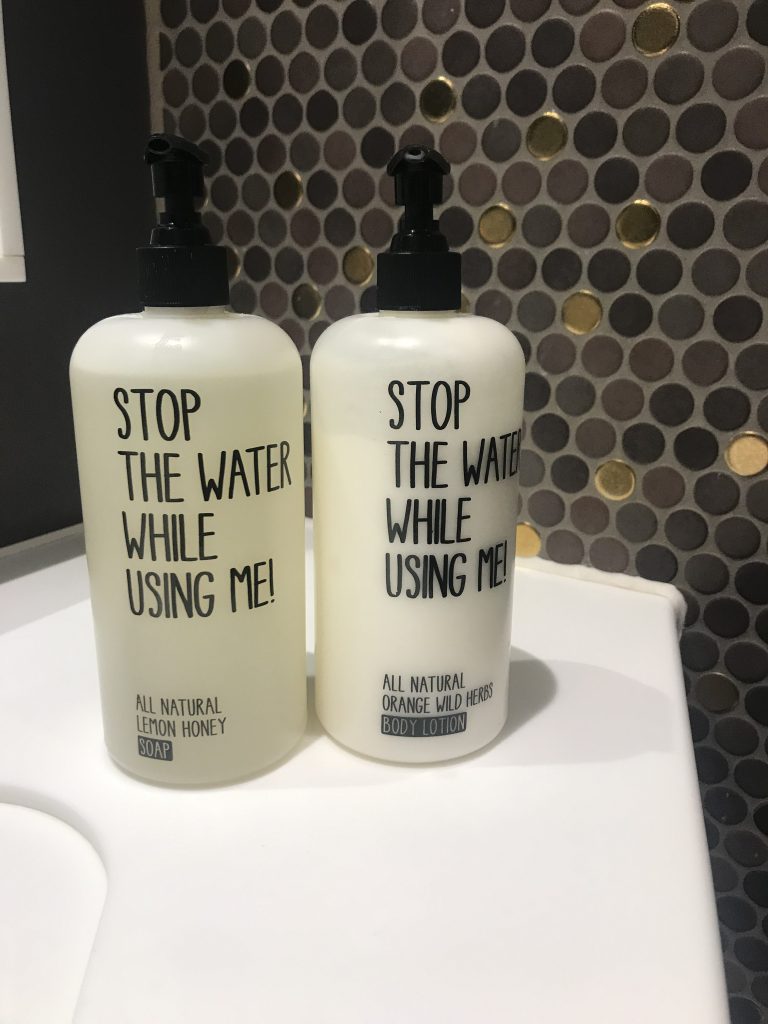 STOP
THE WATER
WHILE
USING ME!
ALL NATURAL
LEMON HONEY
SOAP
STOP
THE WATER
WHILE
USING ME!
ALL NATURAL
ORANGE WILD HERBS
BODY LOTION